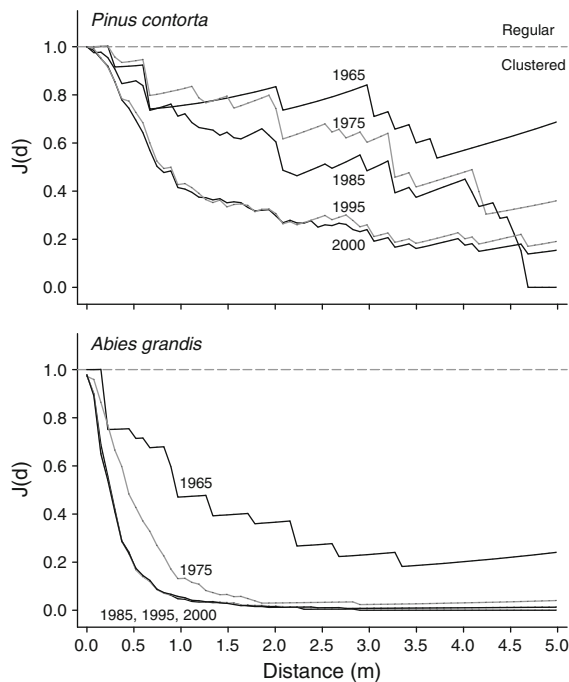 Pinus contorta
Regular
Clustered
1.0
0.8
0.6
0.4
0.2
0.0
J(d)
1965
1975
1985
1995
2000
Abies grandis
1.0
0.8
0.6
0.4
0.2
0.0
J(d)
1965
1975
1985, 1995, 2000
0.0 0.5 1.0 1.5 2.0 2.5 3.0 3.5 4.0 4.5 5.0
Distance (m)